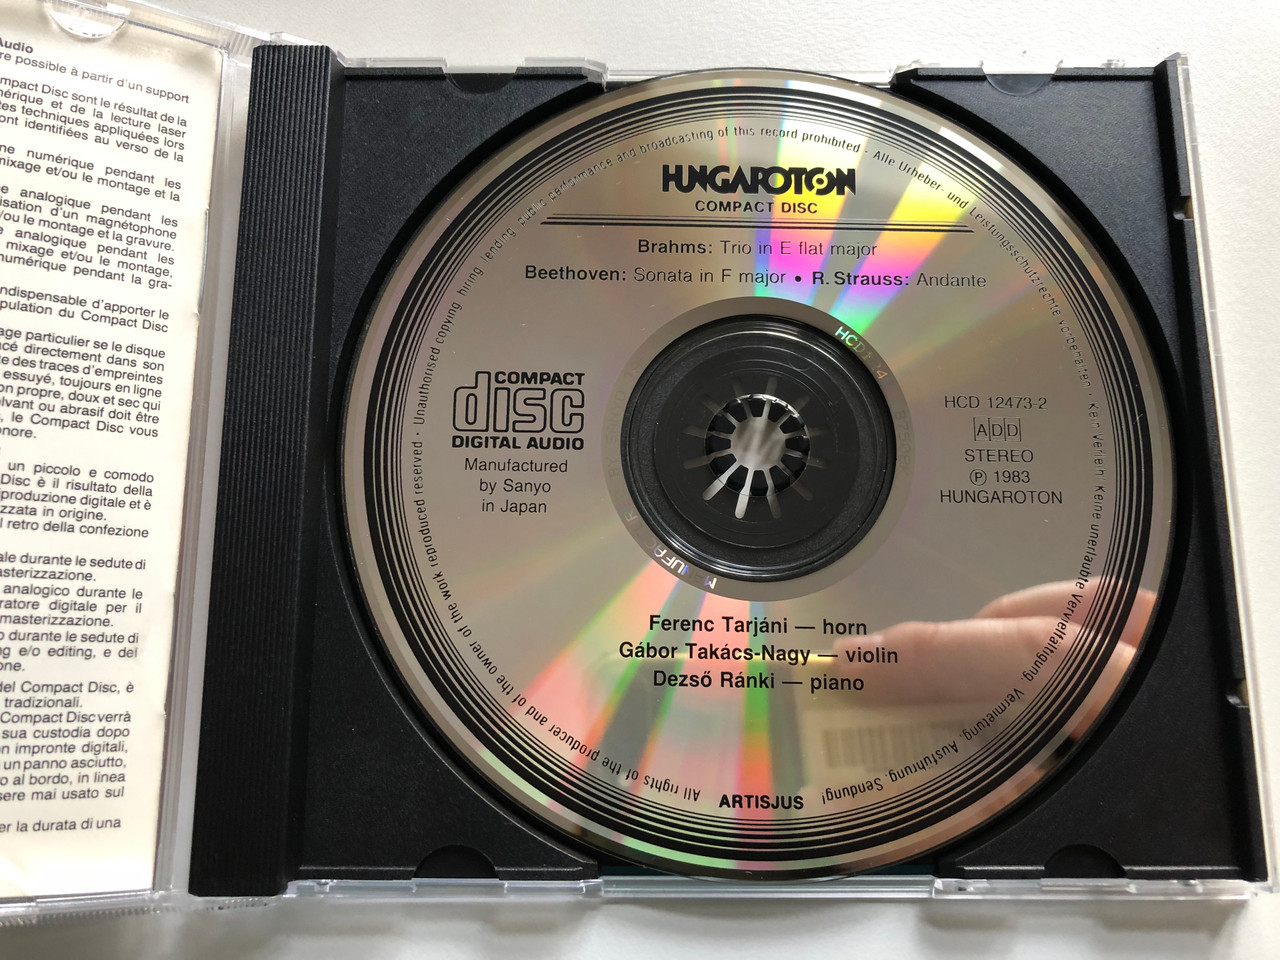 Audio
re possible à partir d'un support
mpact Disc sont le résultat de la
mérique et de la lecture laser
tes techniques appliquées lors
ont identifiées au verso de la
ne numérique pendant les
mixage et/ou le montage et la
e analogique pendant les
isation d'un magnétophone
/ou le montage et la gravure.
e analogique pendant les
mixage et/ou le montage,
numérique pendant la gra-
ndispensable d'apporter le
pulation du Compact Disc
age particulier se le disque
cé directement dans son
te des traces d'empreintes
essuyé, toujours en ligne
on propre, doux et sec qui
lvant ou abrasif doit être
, le Compact Disc vous
nore.
un piccolo e comodo
Disc è il risultato della
produzione digitale et è
zzata in origine.
l retro della confezione
ale durante le sedute di
asterizzazione.
analogico durante le
ratore digitale per il
masterizzazione.
o durante le sedute di
ng e/o editing, e del
one.
del Compact Disc, è
tradizionali.
Compact Disc verrà
sua custodia dopo
en impronte digitali,
un panno asciutto,
o al bordo, in linea
sere mai usato sul
er la durata di una
HUNGAROTON
COMPACT DISC
Brahms: Trio in E flat major
Beethoven: Sonata in F major • R. Strauss: Andante
COMPACT
disc
DIGITAL AUDIO
Manufactured
by Sanyo
in Japan
HCD 12473-2
ADD
STEREO
℗ 1983
HUNGAROTON
Ferenc Tarjáni — horn
Gábor Takács-Nagy — violin
Dezső Ránki — piano
ARTISJUS
All rights of the producer and of the owner of the work reproduced reserved · Unauthorised copying hiring lending public performance and broadcasting of this record prohibited · Alle Urheber- und Leistungsschutzrechte vorbehalten · Kein Verleih! Keine unerlaubte Vervielfältigung, Vermietung, Aufführung, Sendung!